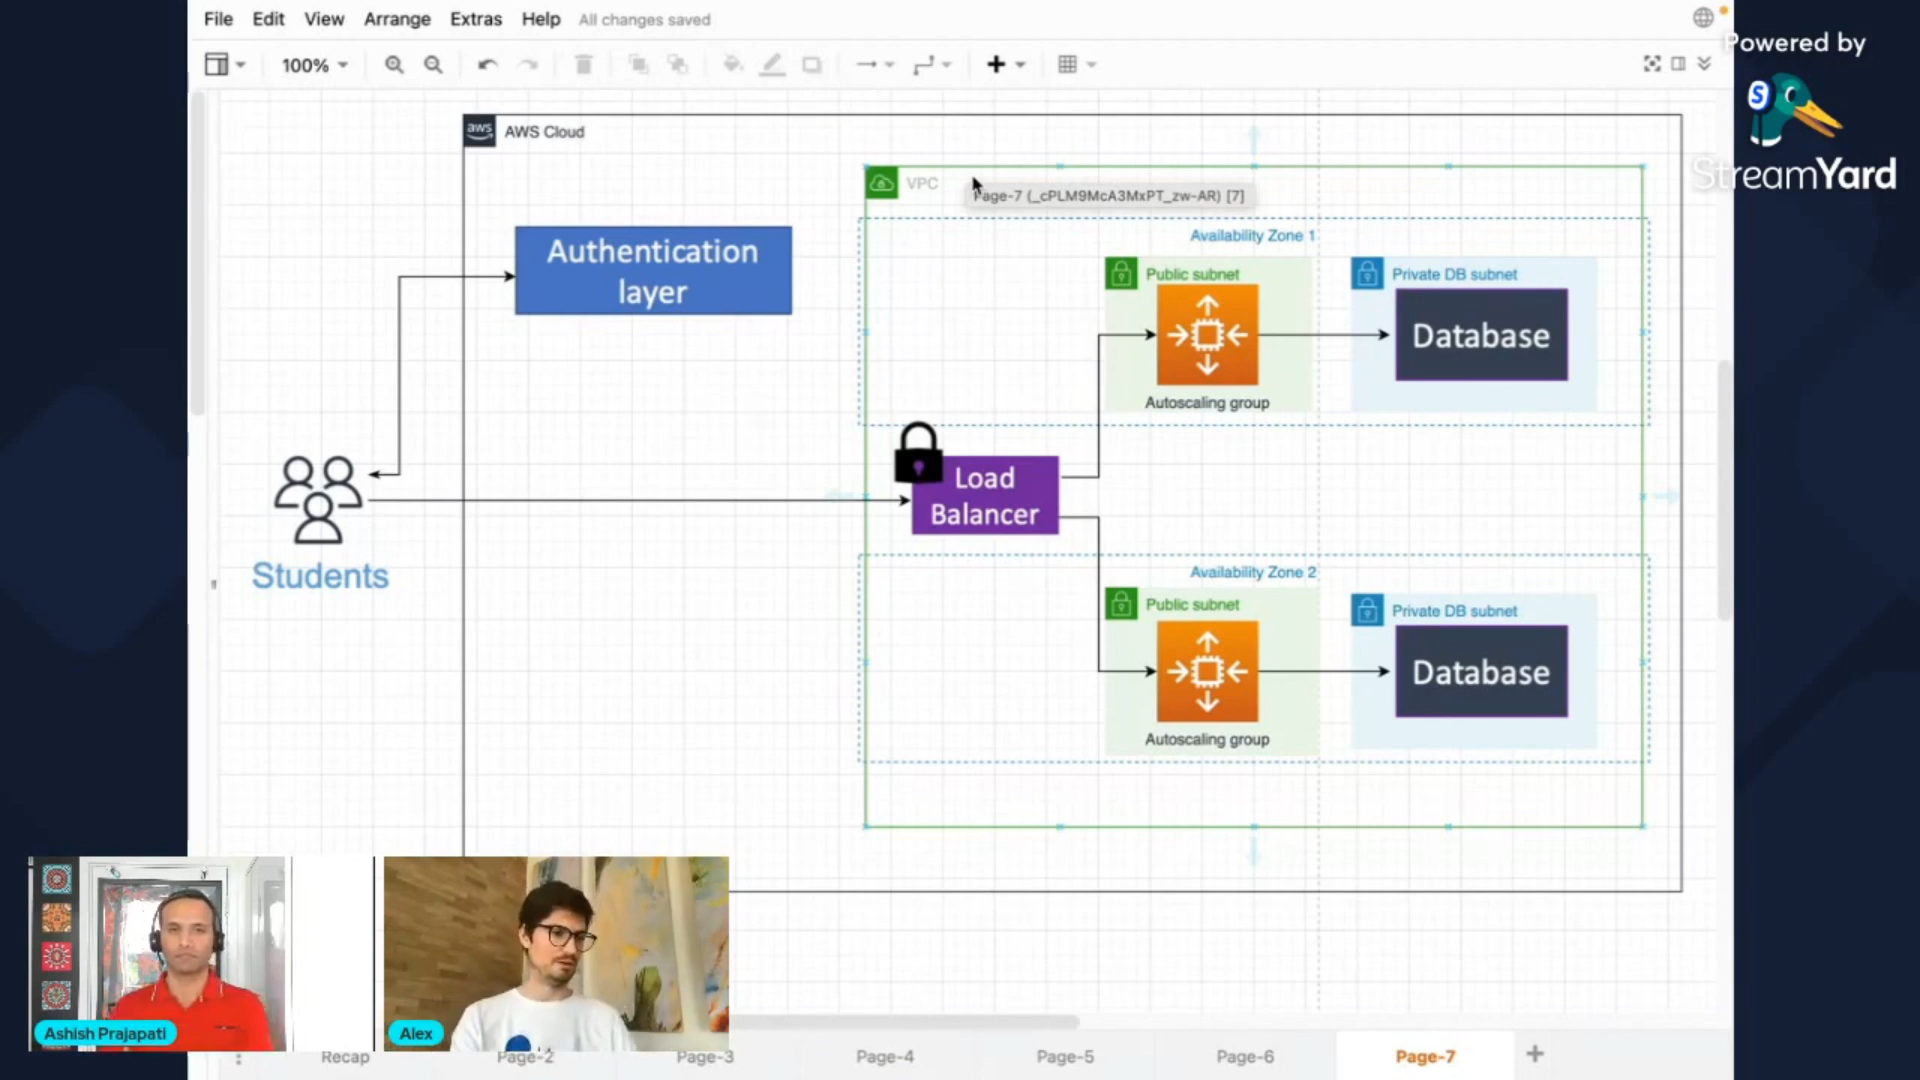 File Edit View Arrange Extras Help All changes saved
Powered by
100%
S
StreamYard
aws AWS Cloud
VPC
Page-7 (_cPLM9McA3MxPT_zw-AR) [7]
Availability Zone 1
Authentication
layer
Public subnet
Private DB subnet
Database
Autoscaling group
Load
Balancer
Students
Availability Zone 2
Public subnet
Private DB subnet
Database
Autoscaling group
Ashish Prajapati
Alex
Recap Page-2 Page-3 Page-4 Page-5 Page-6 Page-7